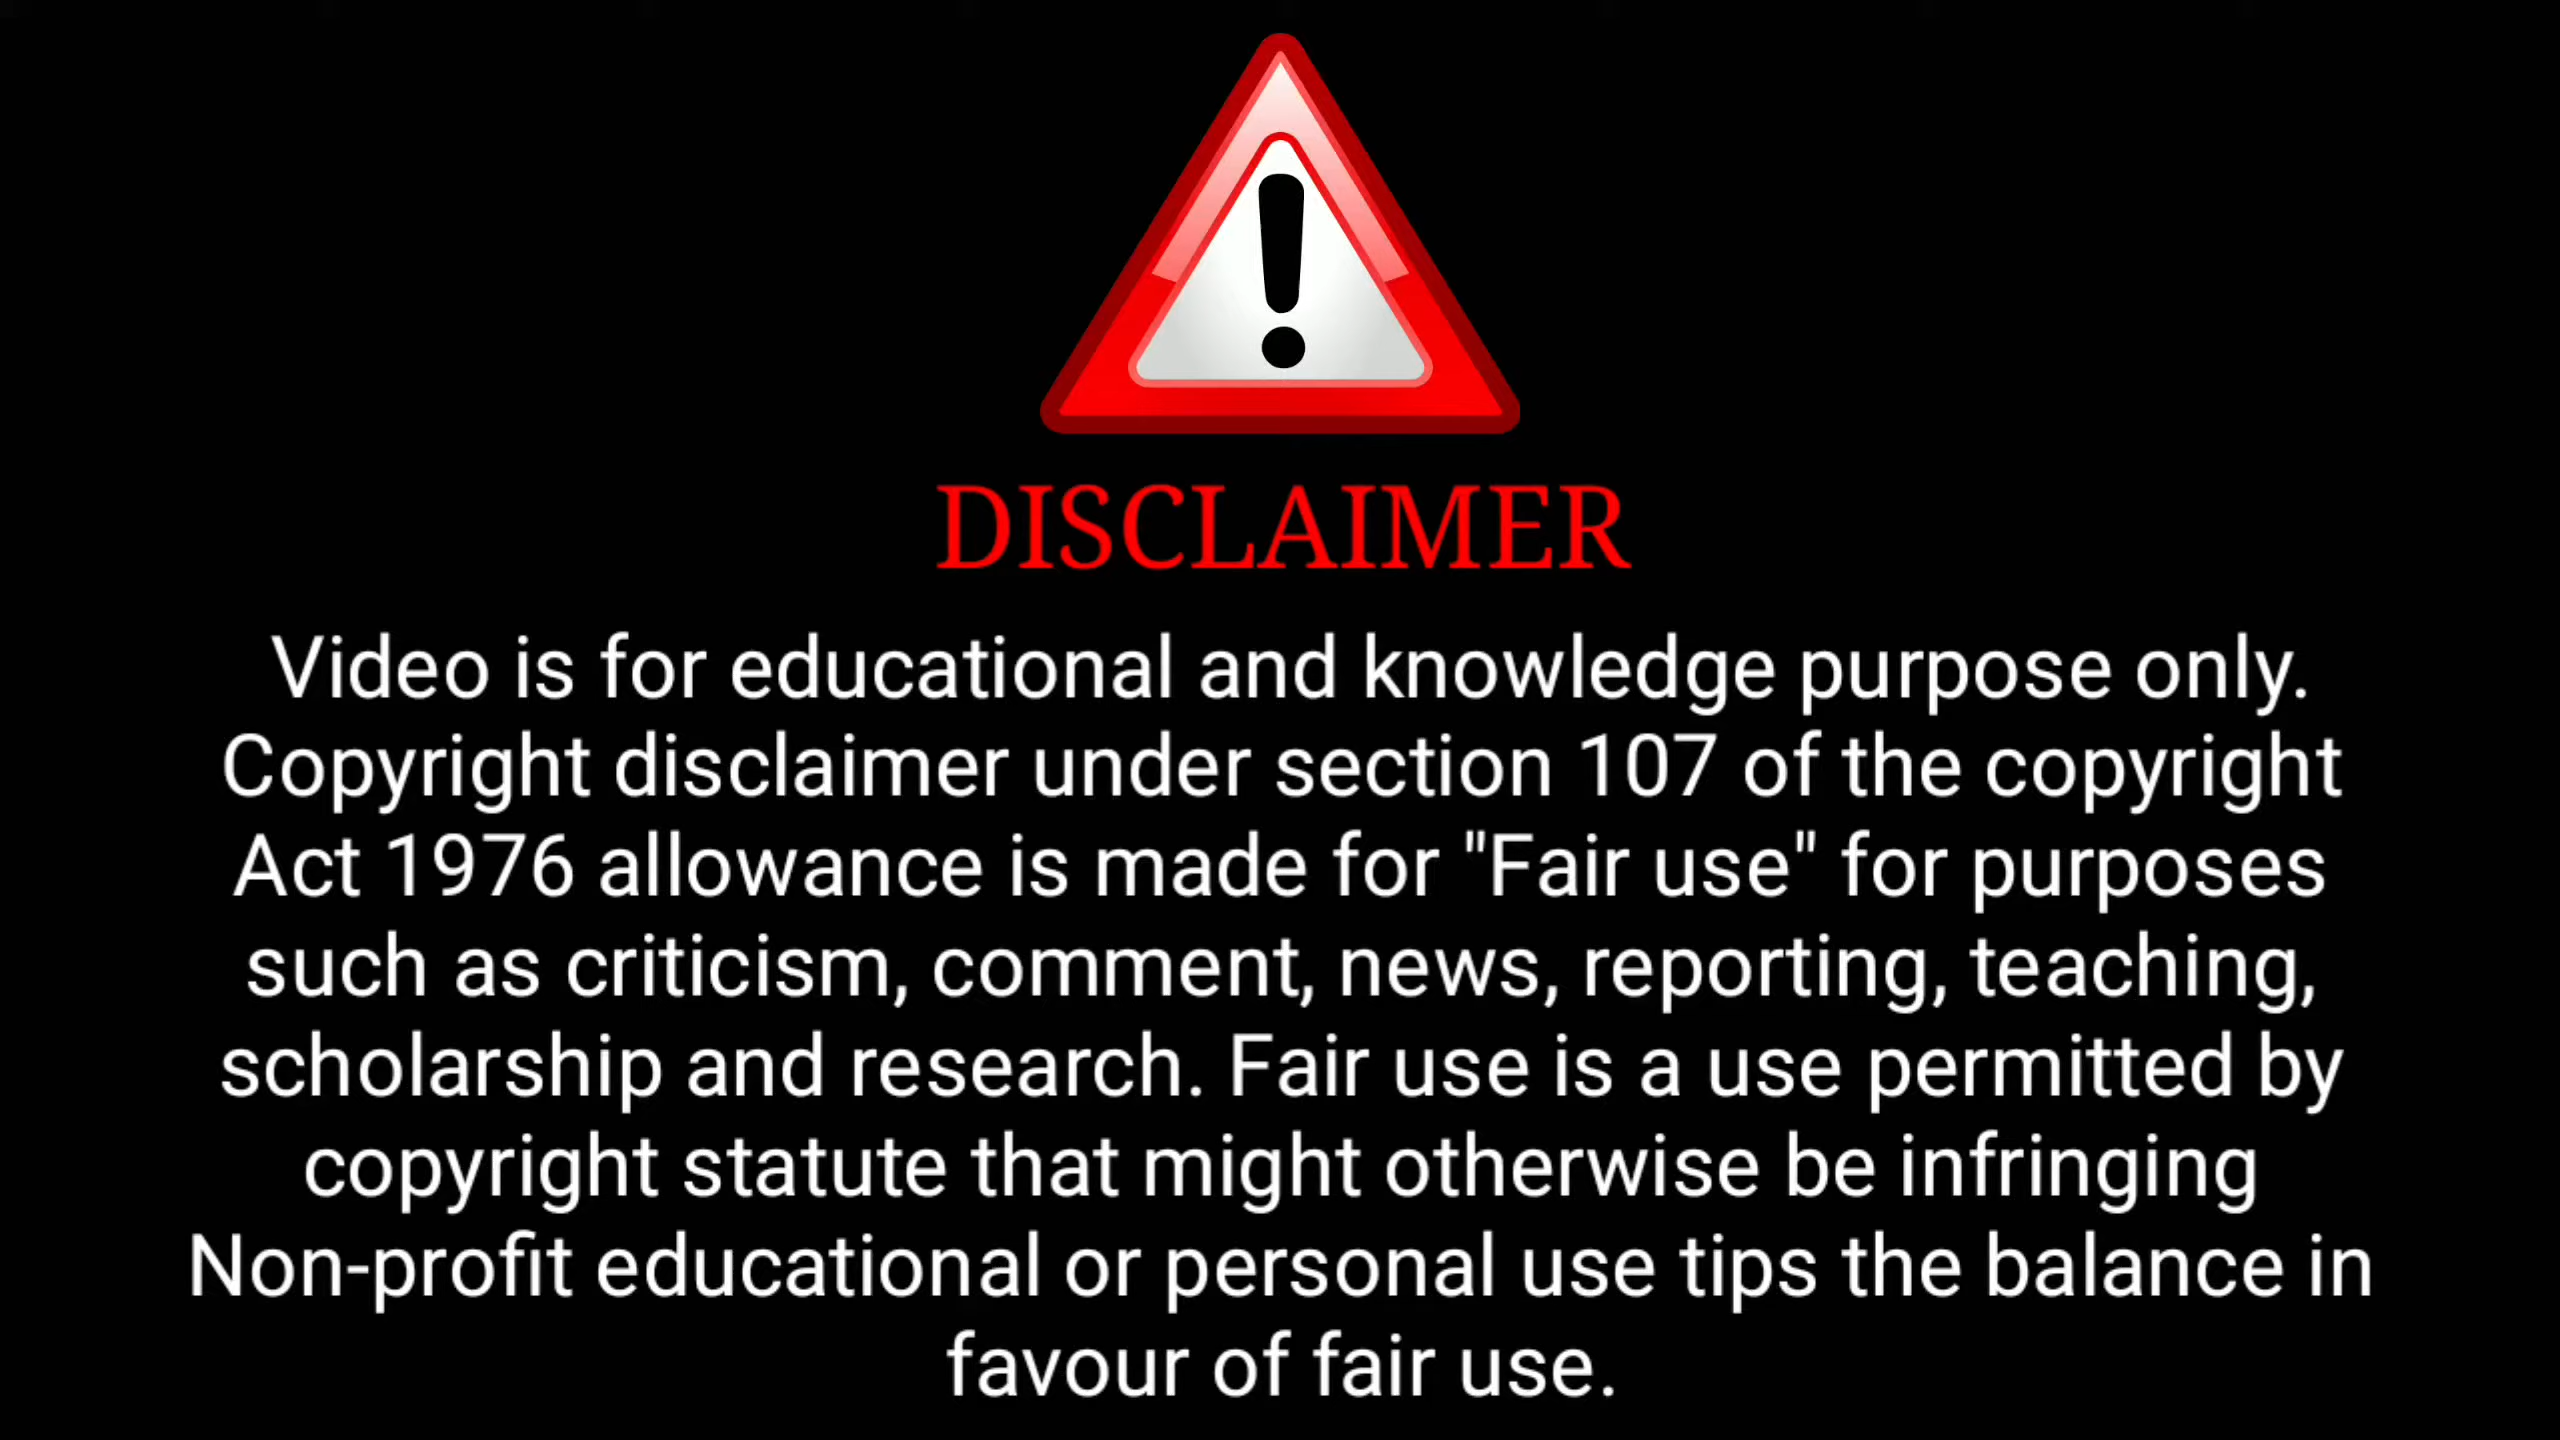 DISCLAIMER
Video is for educational and knowledge purpose only.
Copyright disclaimer under section 107 of the copyright
Act 1976 allowance is made for "Fair use" for purposes
such as criticism, comment, news, reporting, teaching,
scholarship and research. Fair use is a use permitted by
copyright statute that might otherwise be infringing
Non-profit educational or personal use tips the balance in
favour of fair use.